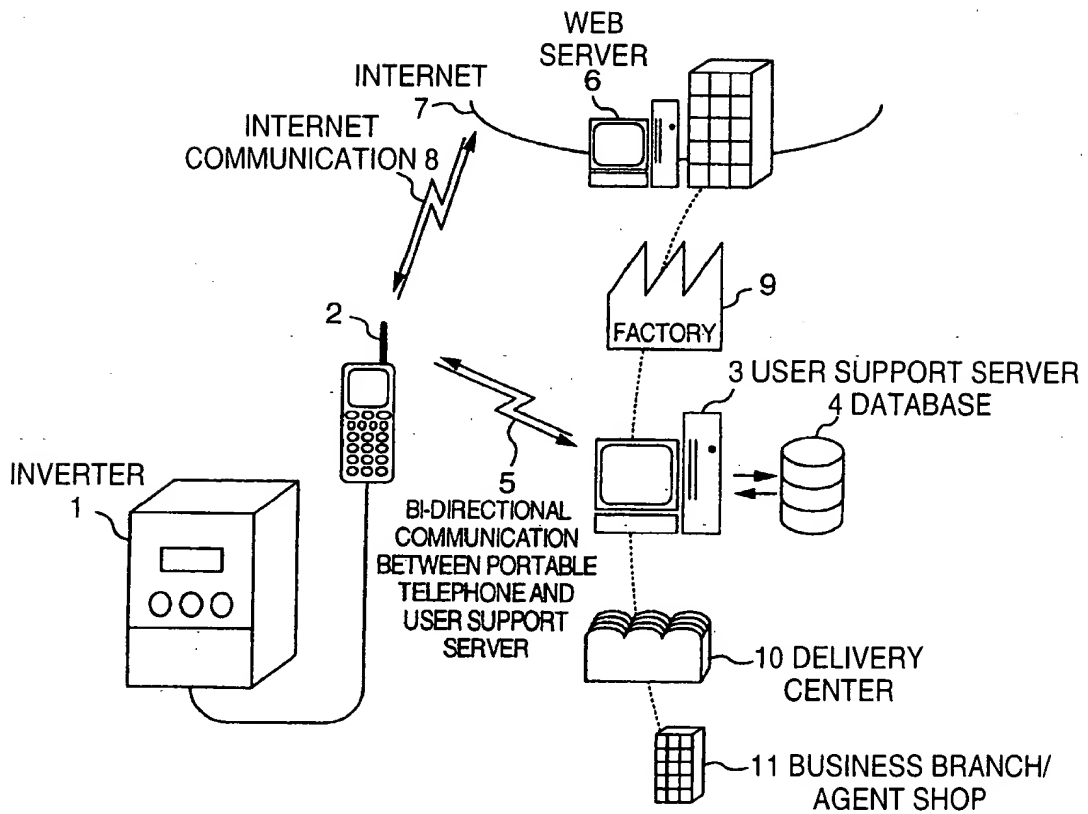 WEB
SERVER
6
INTERNET
7
INTERNET
COMMUNICATION 8
2
9
FACTORY
3 USER SUPPORT SERVER
4 DATABASE
INVERTER
1
5
BI-DIRECTIONAL
COMMUNICATION
BETWEEN PORTABLE
TELEPHONE AND
USER SUPPORT
SERVER
10 DELIVERY
CENTER
11 BUSINESS BRANCH/
AGENT SHOP